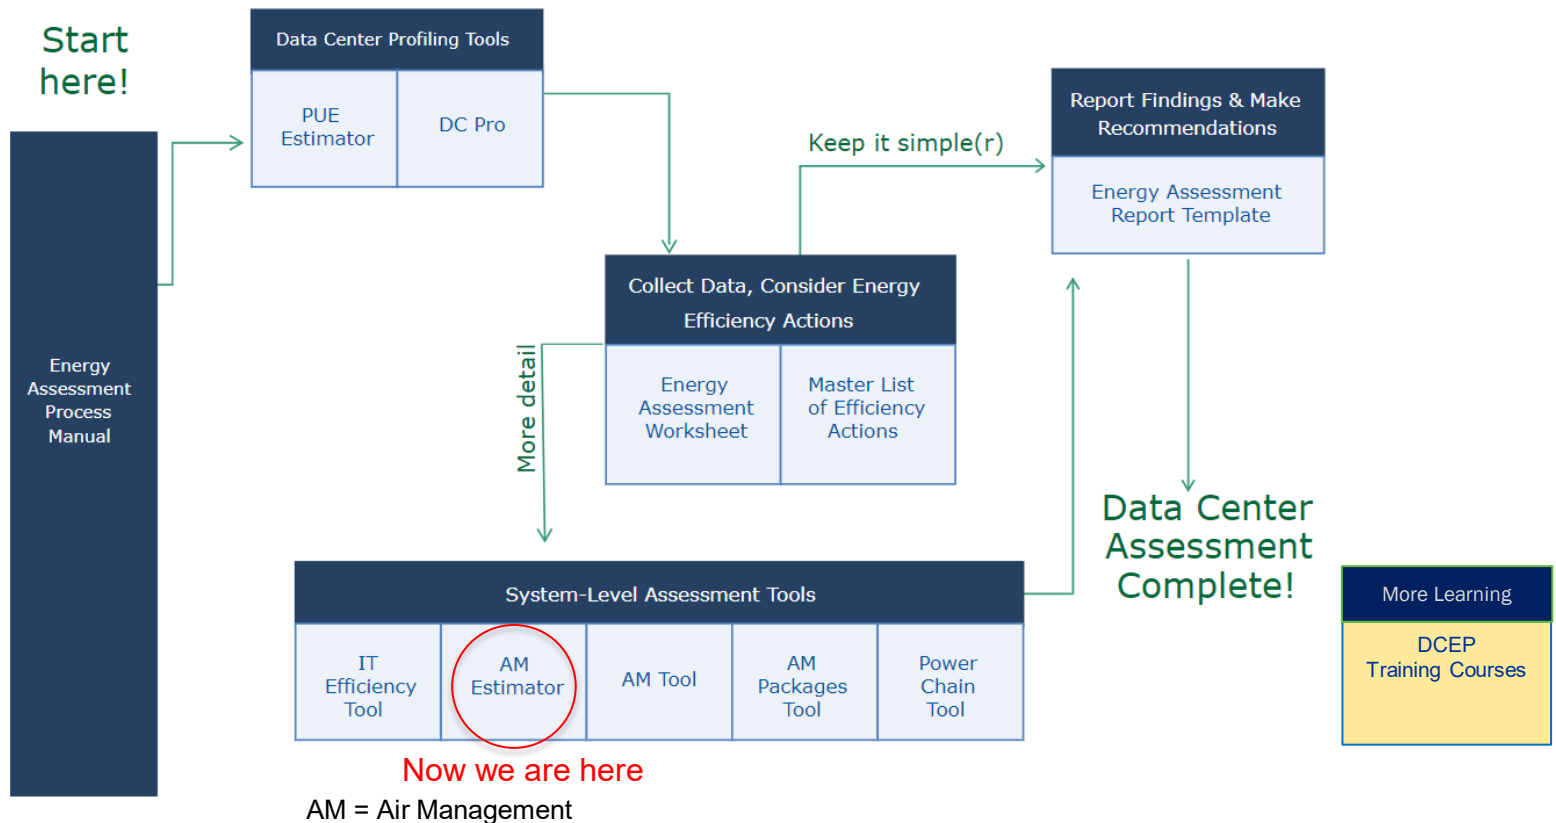 Start
here!
Energy
Assessment
Process
Manual
Data Center Profiling Tools
PUE
Estimator
DC Pro
Collect Data, Consider Energy
Efficiency Actions
Energy
Assessment
Worksheet
Master List
of Efficiency
Actions
Keep it simple(r)
More detail
Report Findings & Make
Recommendations
Energy Assessment
Report Template
System-Level Assessment Tools
IT
Efficiency
Tool
AM
Estimator
AM Tool
AM
Packages
Tool
Power
Chain
Tool
Now we are here
AM = Air Management
Data Center
Assessment
Complete!
More Learning
DCEP
Training Courses